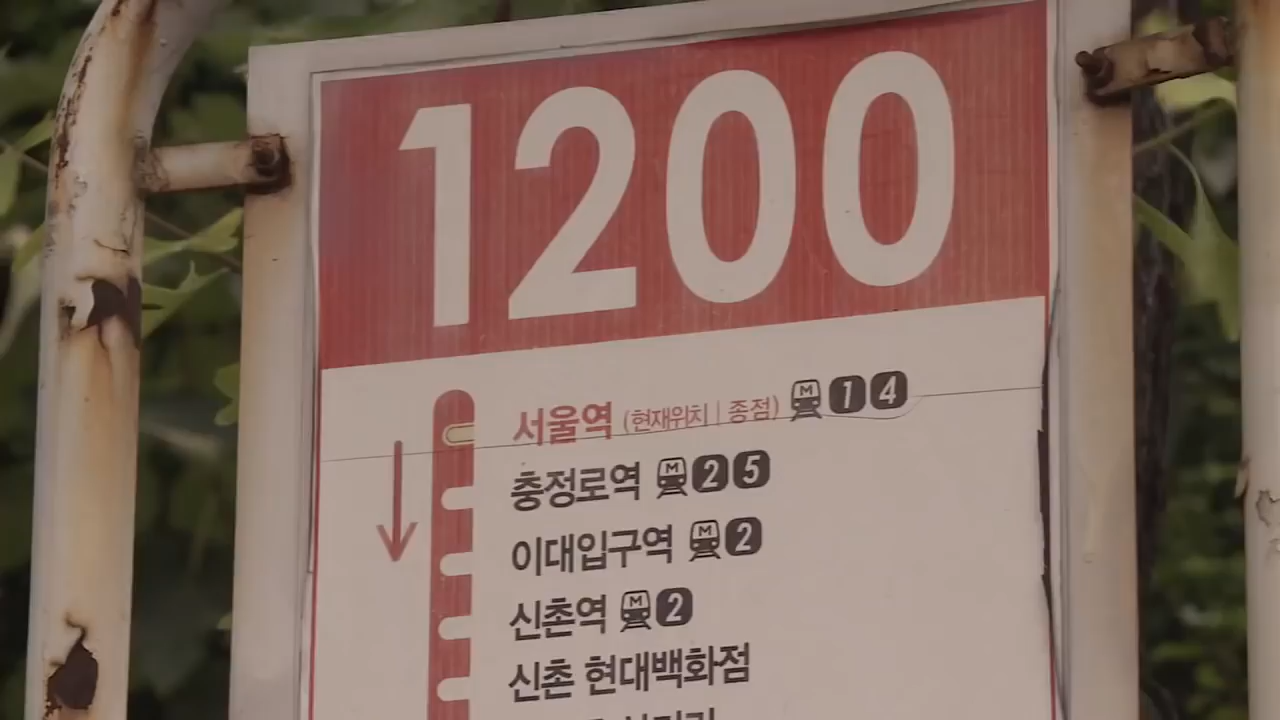 1200
서울역 (현재위치 | 종점) M 1 4
충정로역 M 2 5
이대입구역 M 2
신촌역 M 2
신촌 현대백화점